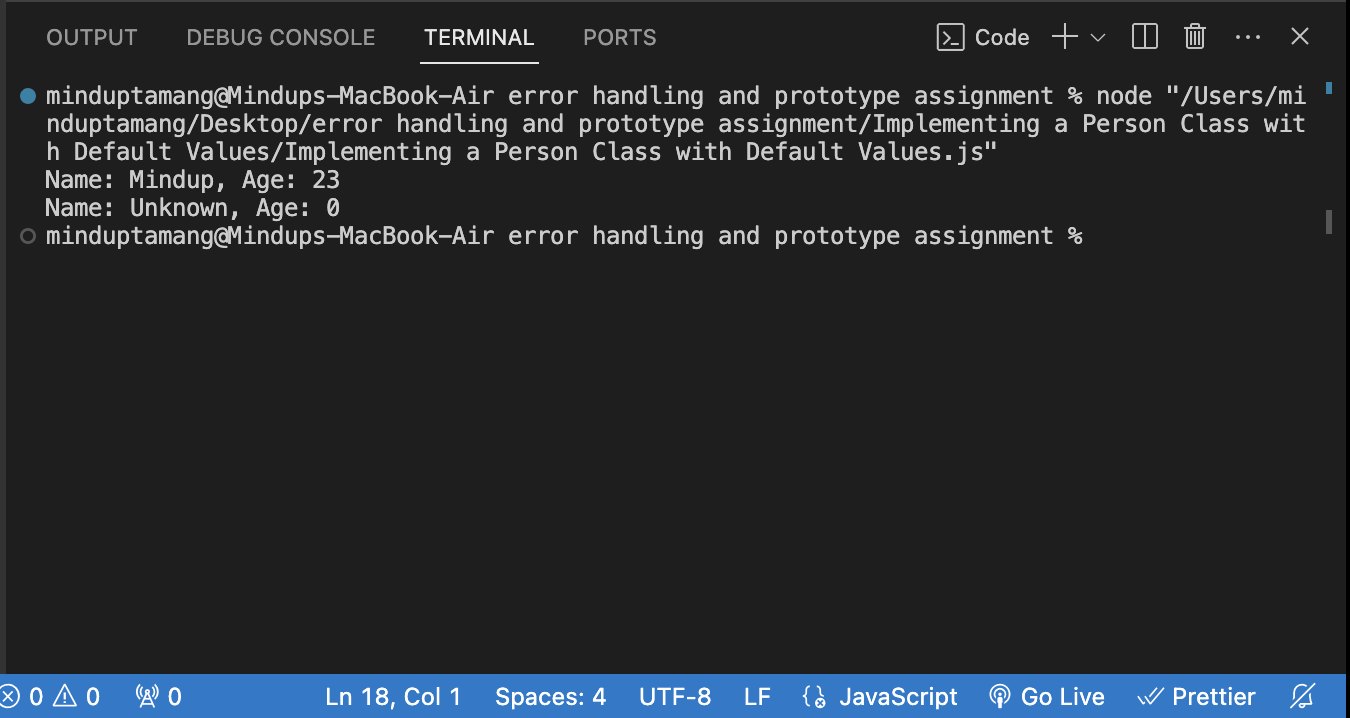 OUTPUT DEBUG CONSOLE TERMINAL PORTS Code
minduptamang@Mindups-MacBook-Air error handling and prototype assignment % node "/Users/mi
nduptamang/Desktop/error handling and prototype assignment/Implementing a Person Class wit
h Default Values/Implementing a Person Class with Default Values.js"
Name: Mindup, Age: 23
Name: Unknown, Age: 0
minduptamang@Mindups-MacBook-Air error handling and prototype assignment %
0 0 0 Ln 18, Col 1 Spaces: 4 UTF-8 LF JavaScript Go Live Prettier